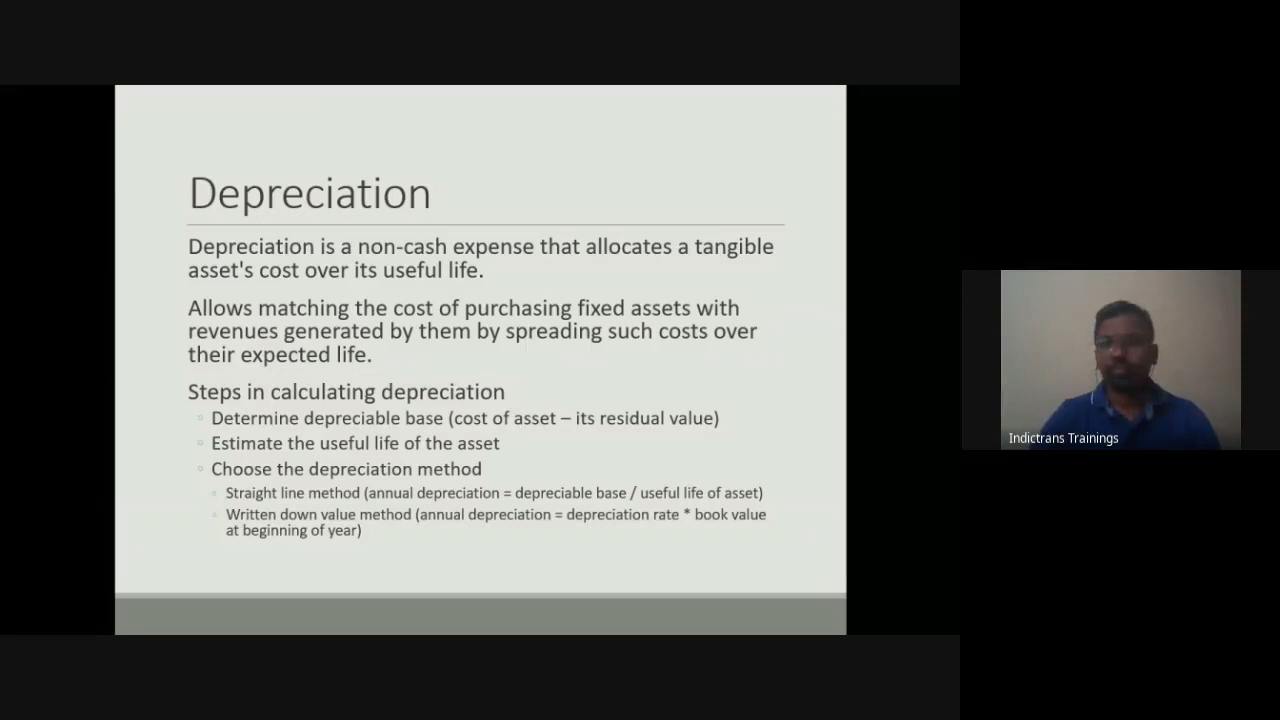 Depreciation
Depreciation is a non-cash expense that allocates a tangible
asset's cost over its useful life.
Allows matching the cost of purchasing fixed assets with
revenues generated by them by spreading such costs over
their expected life.
Steps in calculating depreciation
Determine depreciable base (cost of asset – its residual value)
Estimate the useful life of the asset
Choose the depreciation method
Straight line method (annual depreciation = depreciable base / useful life of asset)
Written down value method (annual depreciation = depreciation rate * book value
at beginning of year)
Indictrans Trainings